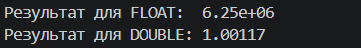 Результат для FLOAT:  6.25e+06
Результат для DOUBLE: 1.00117